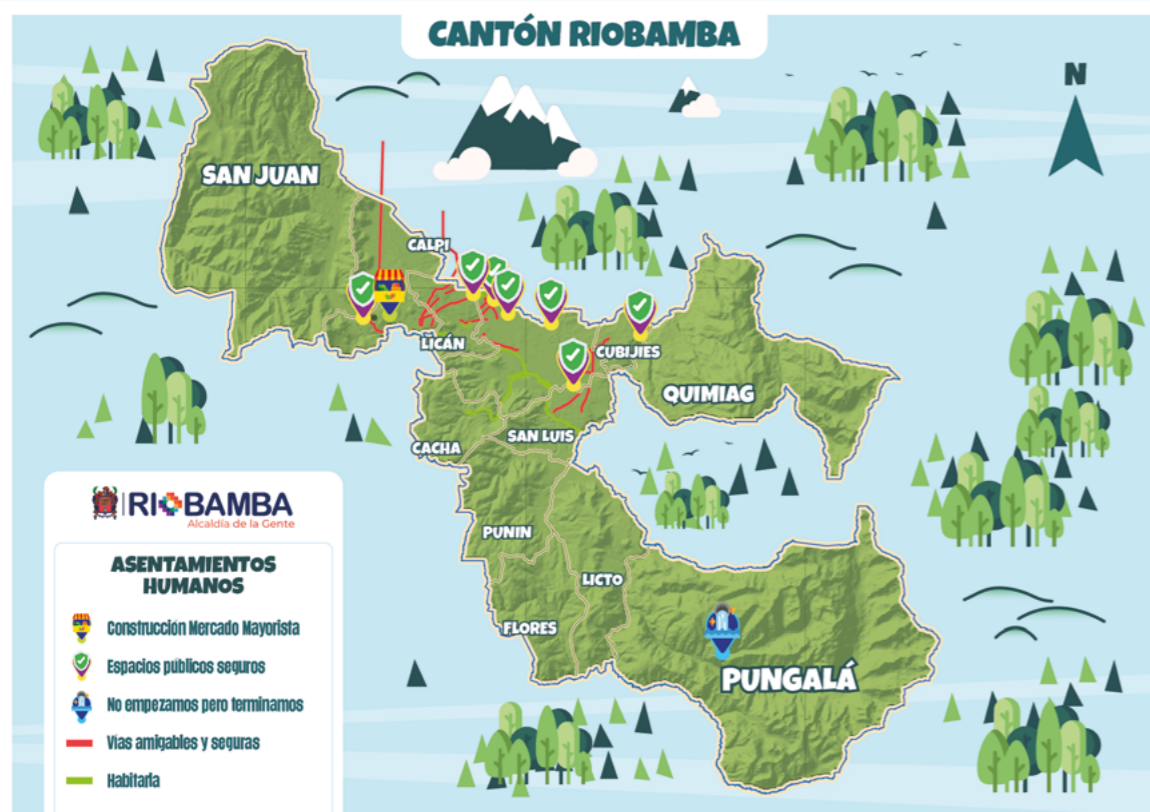 CANTÓN RIOBAMBA
N
SAN JUAN
CALPI
LICÁN
CUBIJIES
QUIMIAG
CACHA
SAN LUIS
PUNIN
LICTO
FLORES
PUNGALÁ
RIOBAMBA
Alcaldía de la Gente
ASENTAMIENTOS
HUMANOS
Construcción Mercado Mayorista
Espacios públicos seguros
No empezamos pero terminamos
Vías amigables y seguras
Habitarla